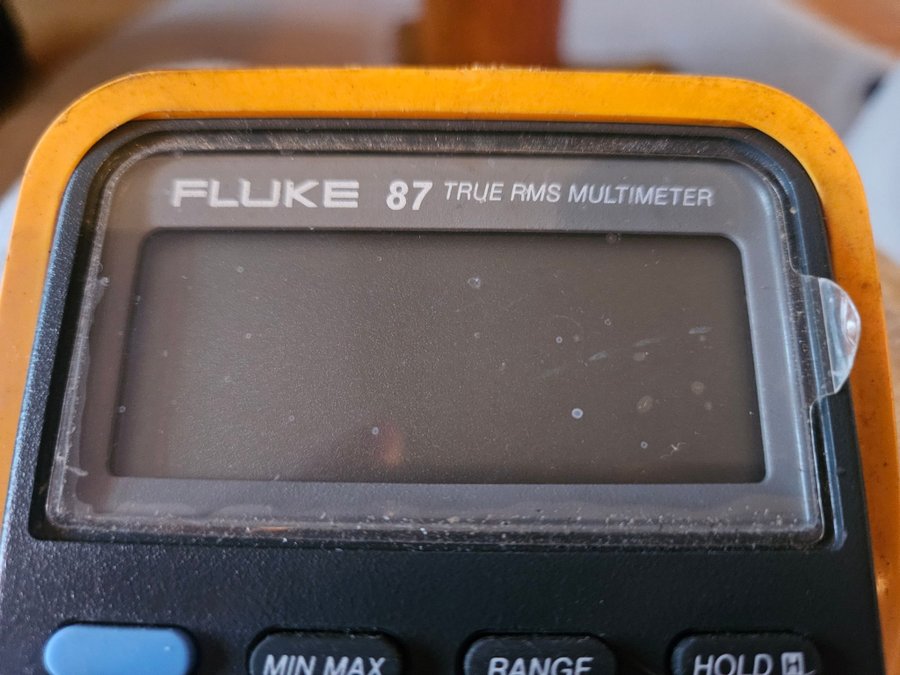 FLUKE 87 TRUE RMS MULTIMETER
MIN MAX RANGE HOLD H